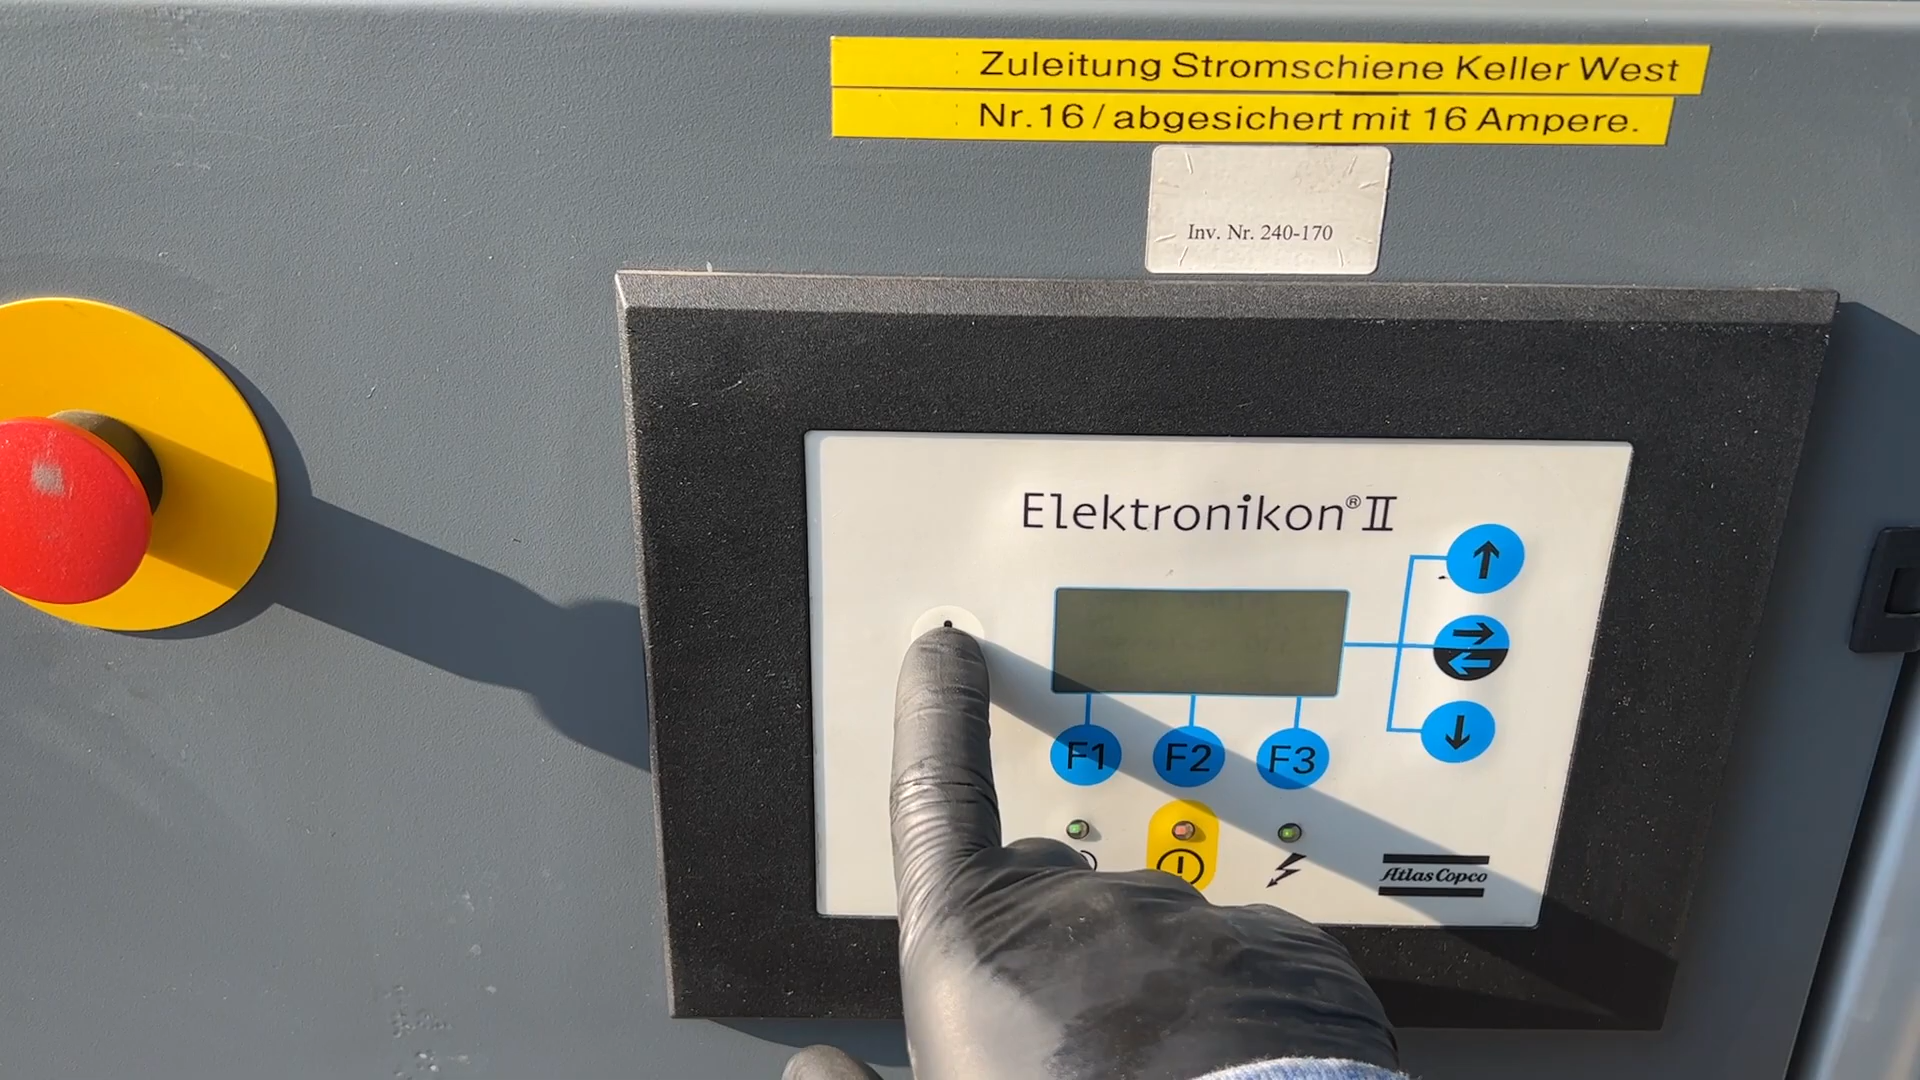 Zuleitung Stromschiene Keller West
Nr.16 / abgesichert mit 16 Ampere.
Inv. Nr. 240-170
Elektronikon® II
F1 F2 F3
Atlas Copco